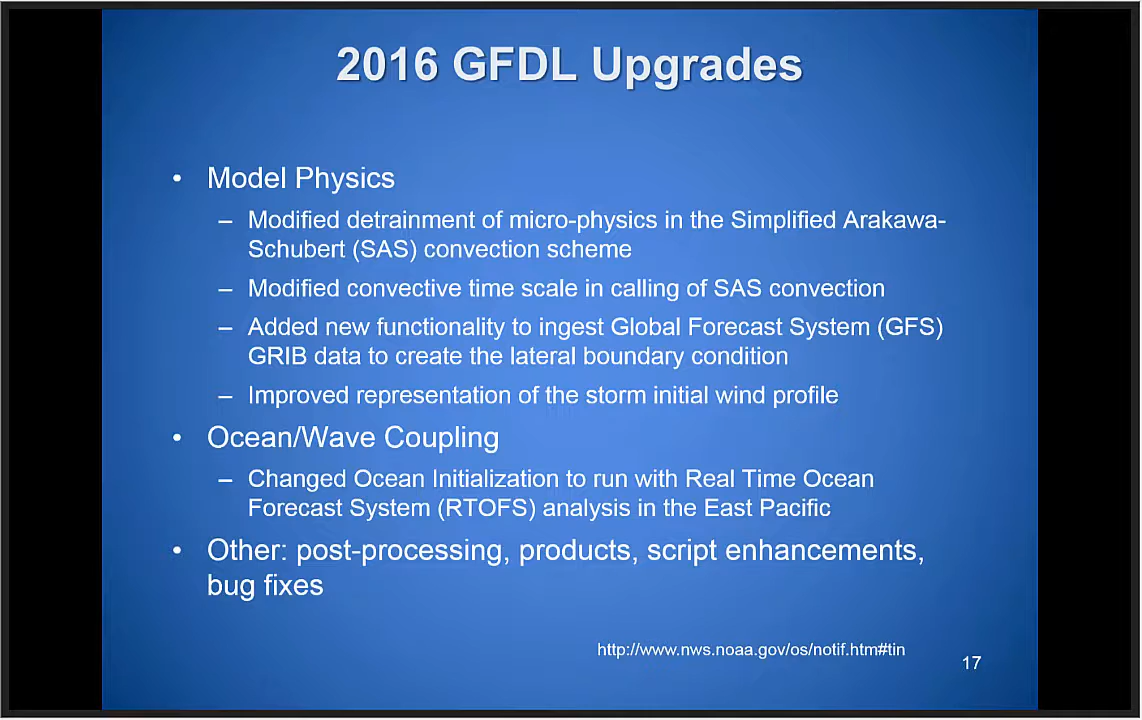 2016 GFDL Upgrades
• Model Physics
– Modified detrainment of micro-physics in the Simplified Arakawa-
Schubert (SAS) convection scheme
– Modified convective time scale in calling of SAS convection
– Added new functionality to ingest Global Forecast System (GFS)
GRIB data to create the lateral boundary condition
– Improved representation of the storm initial wind profile
• Ocean/Wave Coupling
– Changed Ocean Initialization to run with Real Time Ocean
Forecast System (RTOFS) analysis in the East Pacific
• Other: post-processing, products, script enhancements,
bug fixes
http://www.nws.noaa.gov/os/notif.htm#tin
17